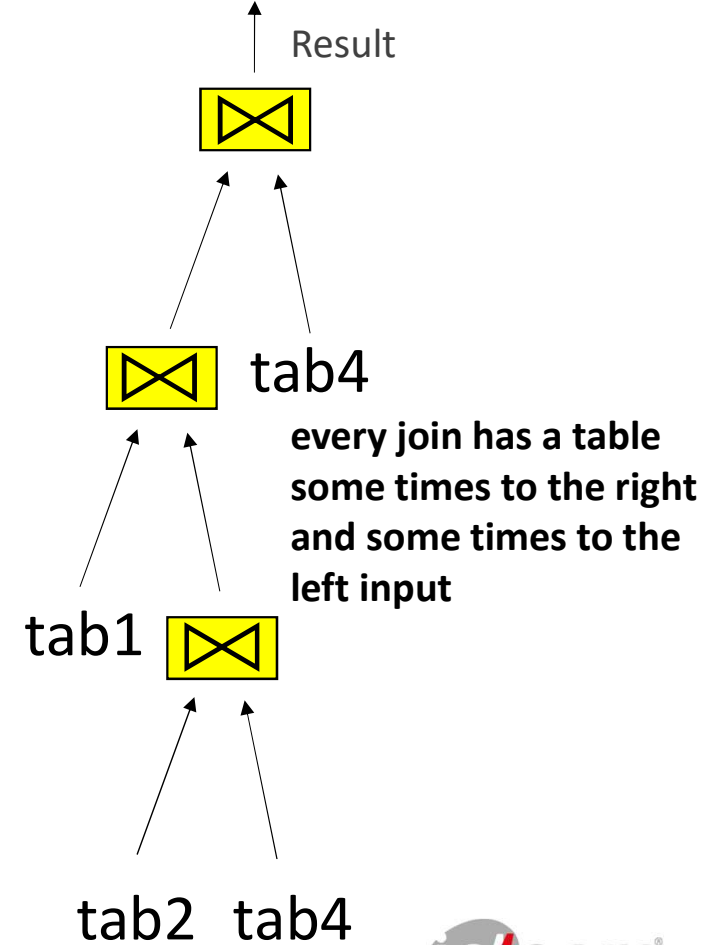 Result
tab4
every join has a table
some times to the right
and some times to the
left input
tab1
tab2 tab4